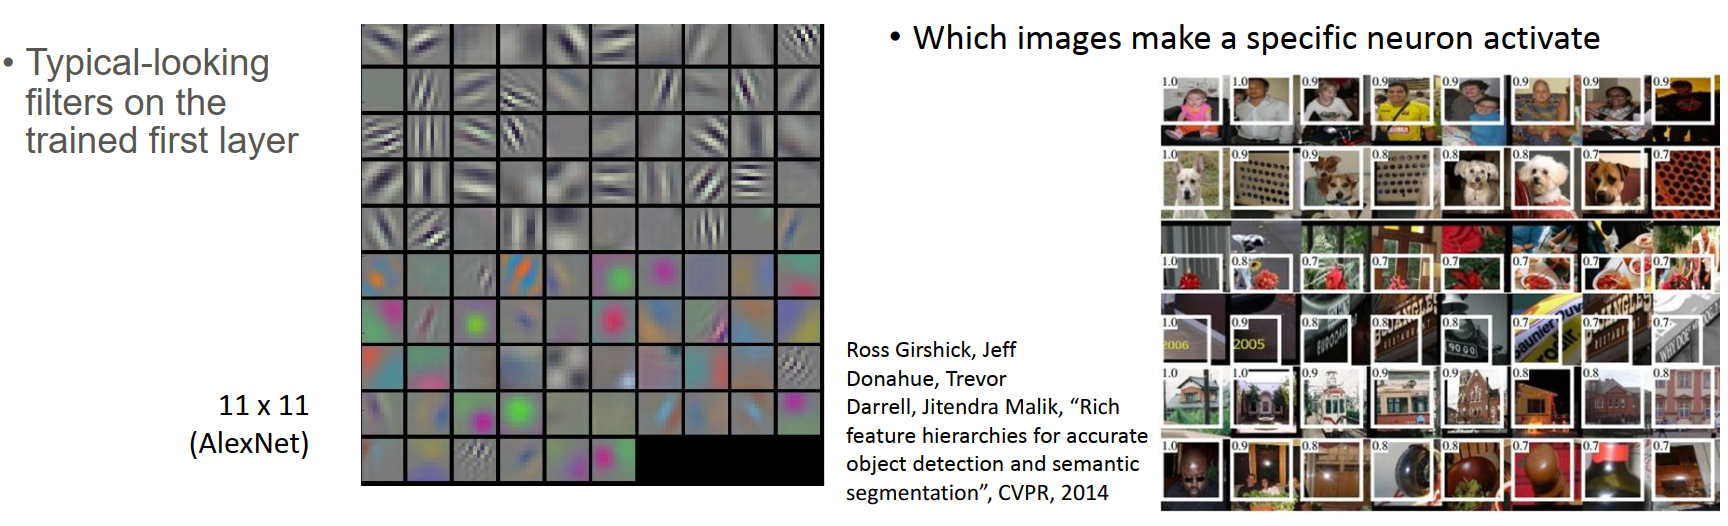 • Typical-looking
filters on the
trained first layer
11 x 11
(AlexNet)
• Which images make a specific neuron activate
Ross Girshick, Jeff
Donahue, Trevor
Darrell, Jitendra Malik, “Rich
feature hierarchies for accurate
object detection and semantic
segmentation”, CVPR, 2014
1.0 1.0 0.9 0.9 0.9 0.9 0.9 0.9
1.0 0.9 0.9 0.8 0.8 0.8 0.7 0.7
1.0 0.8 0.7 0.7 0.7 0.7 0.7 0.7
1.0 0.9 0.8 0.8 0.8 0.7 0.7 0.7
2006 2005
1.0 1.0 0.9 0.9 0.9 0.8 0.8 0.8
1.0 0.9 0.8 0.8 0.8 0.7 0.7 0.7